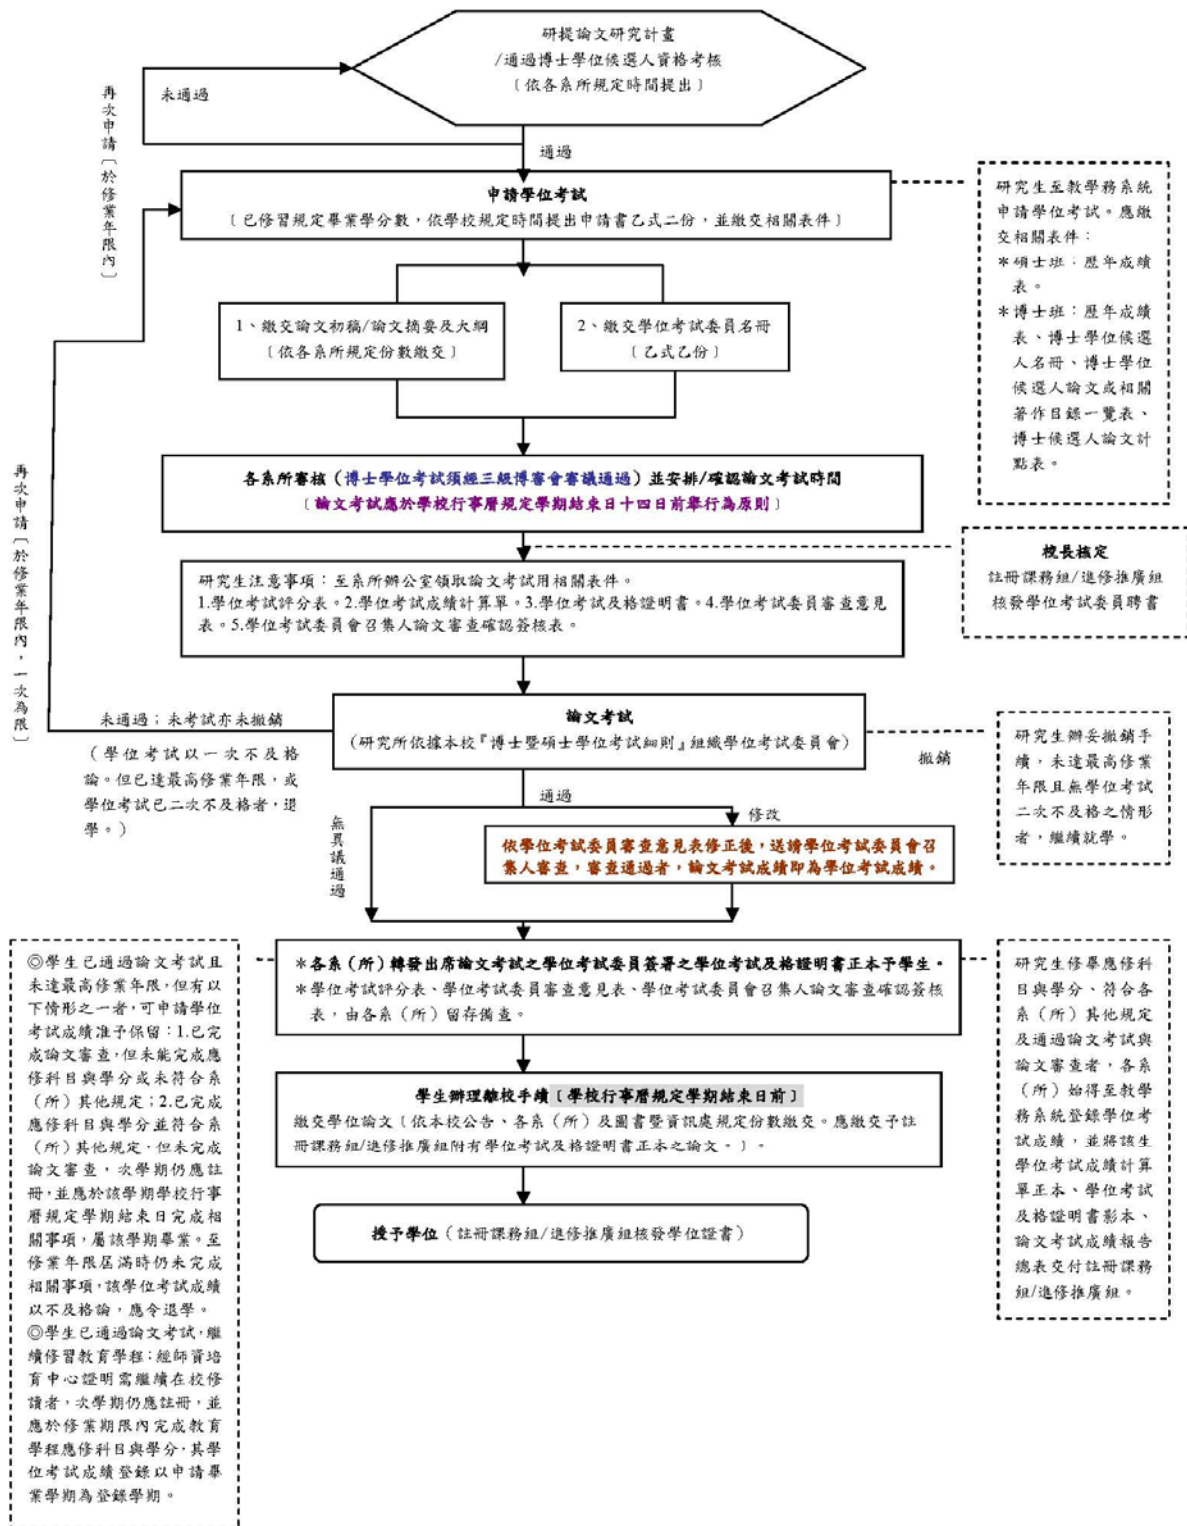 研提論文研究計畫
/通過博士學位候選人資格考核
〔依各系所規定時間提出〕
未通過
再次申請〔於修業年限內〕
通過
申請學位考試
〔已修習規定畢業學分數，依學校規定時間提出申請書乙式二份，並繳交相關表件〕
研究生至教學務系統
申請學位考試。應繳
交相關表件：
＊碩士班：歷年成績
表。
＊博士班：歷年成績
表、博士學位候選
人名冊、博士學位
候選人論文或相關
著作目錄一覽表、
博士候選人論文計
點表。
1、繳交論文初稿/論文摘要及大綱
〔依各系所規定份數繳交〕
2、繳交學位考試委員名冊
〔乙式乙份〕
各系所審核（博士學位考試須經三級博審會審議通過）並安排/確認論文考試時間
〔論文考試應於學校行事曆規定學期結束日十四日前舉行為原則〕
校長核定
註冊課務組/進修推廣組
核發學位考試委員聘書
研究生注意事項：至系所辦公室領取論文考試用相關表件。
1.學位考試評分表。2.學位考試成績計算單。3.學位考試及格證明書。4.學位考試委員審查意見
表。5.學位考試委員會召集人論文審查確認簽核表。
再次申請〔於修業年限內，一次為限〕
論文考試
(研究所依據本校『博士暨碩士學位考試細則』組織學位考試委員會)
未通過；未考試亦未撤銷
（學位考試以一次不及格
論。但已達最高修業年限，或
學位考試已二次不及格者，退
學。）
撤銷
研究生辦妥撤銷手
續，未達最高修業
年限且無學位考試
二次不及格之情形
者，繼續就學。
通過
無異議通過
修改
依學位考試委員審查意見表修正後，送請學位考試委員會召
集人審查，審查通過者，論文考試成績即為學位考試成績。
＊各系（所）轉發出席論文考試之學位考試委員簽署之學位考試及格證明書正本予學生。
＊學位考試評分表、學位考試委員審查意見表、學位考試委員會召集人論文審查確認簽核
表，由各系（所）留存備查。
學生辦理離校手續〔學校行事曆規定學期結束日前〕
繳交學位論文〔依本校公告、各系（所）及圖書暨資訊處規定份數繳交。應繳交予註
冊課務組/進修推廣組附有學位考試及格證明書正本之論文。〕。
授予學位（註冊課務組/進修推廣組核發學位證書）
◎學生已通過論文考試且
未達最高修業年限，但有以
下情形之一者，可申請學位
考試成績准予保留：1.已完
成論文審查，但未能完成應
修科目與學分或未符合系
（所）其他規定；2.已完成
應修科目與學分並符合系
（所）其他規定，但未完成
論文審查，次學期仍應註
冊，並應於該學期學校行事
曆規定學期結束日完成相
關事項，屬該學期畢業。至
修業年限屆滿時仍未完成
相關事項，該學位考試成績
以不及格論，應令退學。
◎學生已通過論文考試，繼
續修習教育學程；經師資培
育中心證明需繼續在校修
讀者，次學期仍應註冊，並
應於修業期限內完成教育
學程應修科目與學分，其學
位考試成績登錄以申請畢
業學期為登錄學期。
研究生修畢應修科
目與學分、符合各
系（所）其他規定
及通過論文考試與
論文審查者，各系
（所）始得至教學
務系統登錄學位考
試成績，並將該生
學位考試成績計算
單正本、學位考試
及格證明書影本、
論文考試成績報告
總表交付註冊課務
組/進修推廣組。